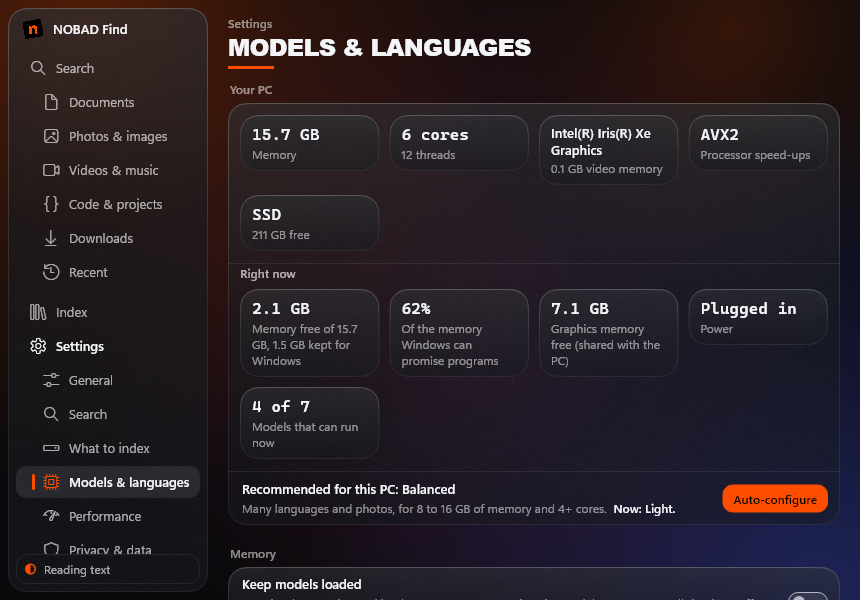 NOBAD Find
Search
Documents
Photos & images
Videos & music
Code & projects
Downloads
Recent
Index
Settings
General
Search
What to index
Models & languages
Performance
Privacy & data
Reading text
Settings
MODELS & LANGUAGES
Your PC
15.7 GB
Memory
6 cores
12 threads
Intel(R) Iris(R) Xe
Graphics
0.1 GB video memory
AVX2
Processor speed-ups
SSD
211 GB free
Right now
2.1 GB
Memory free of 15.7
GB, 1.5 GB kept for
Windows
62%
Of the memory
Windows can
promise programs
7.1 GB
Graphics memory
free (shared with the
PC)
Plugged in
Power
4 of 7
Models that can run
now
Recommended for this PC: Balanced
Many languages and photos, for 8 to 16 GB of memory and 4+ cores. Now: Light.
Auto-configure
Memory
Keep models loaded